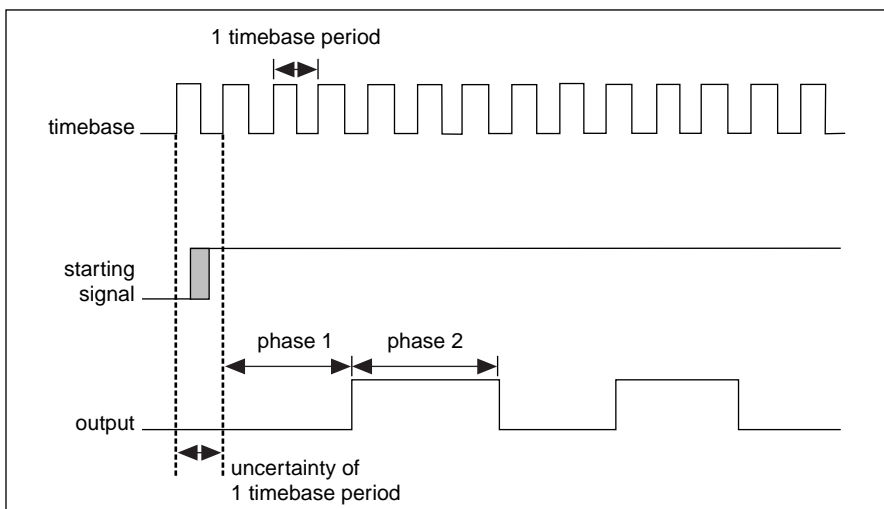 1 timebase period
timebase
starting
signal
phase 1
phase 2
output
uncertainty of
1 timebase period